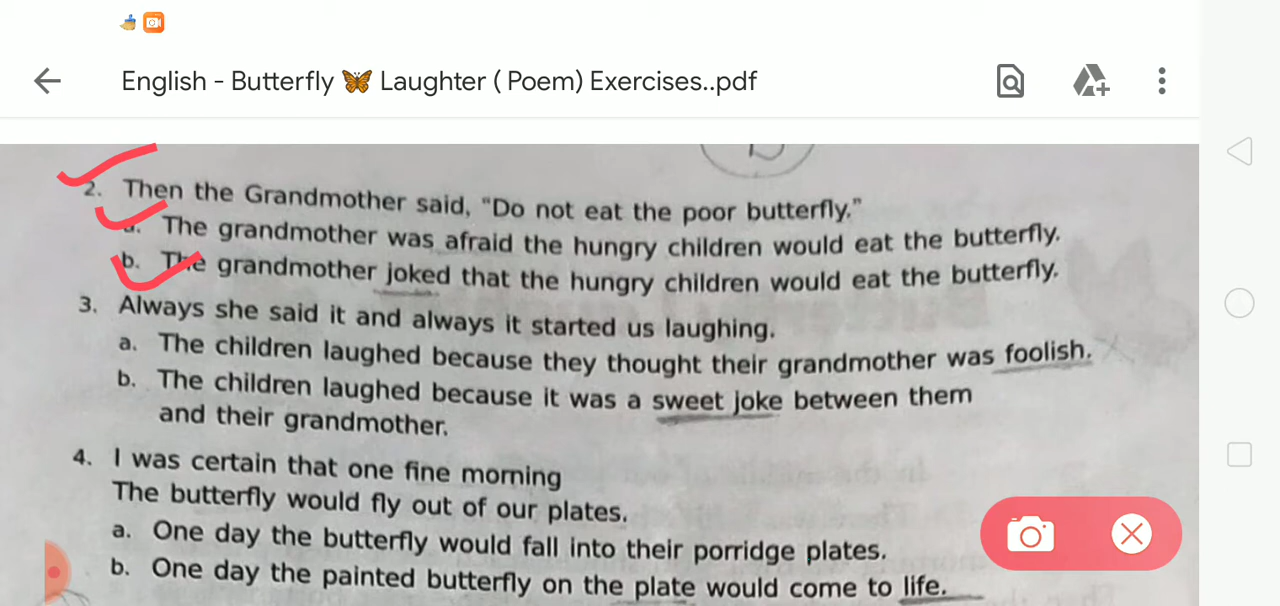 English - Butterfly 🦋 Laughter ( Poem) Exercises..pdf
2. Then the Grandmother said, "Do not eat the poor butterfly."
a. The grandmother was afraid the hungry children would eat the butterfly.
b. The grandmother joked that the hungry children would eat the butterfly.
3. Always she said it and always it started us laughing.
a. The children laughed because they thought their grandmother was foolish.
b. The children laughed because it was a sweet joke between them
and their grandmother.
4. I was certain that one fine morning
The butterfly would fly out of our plates.
a. One day the butterfly would fall into their porridge plates.
b. One day the painted butterfly on the plate would come to life.